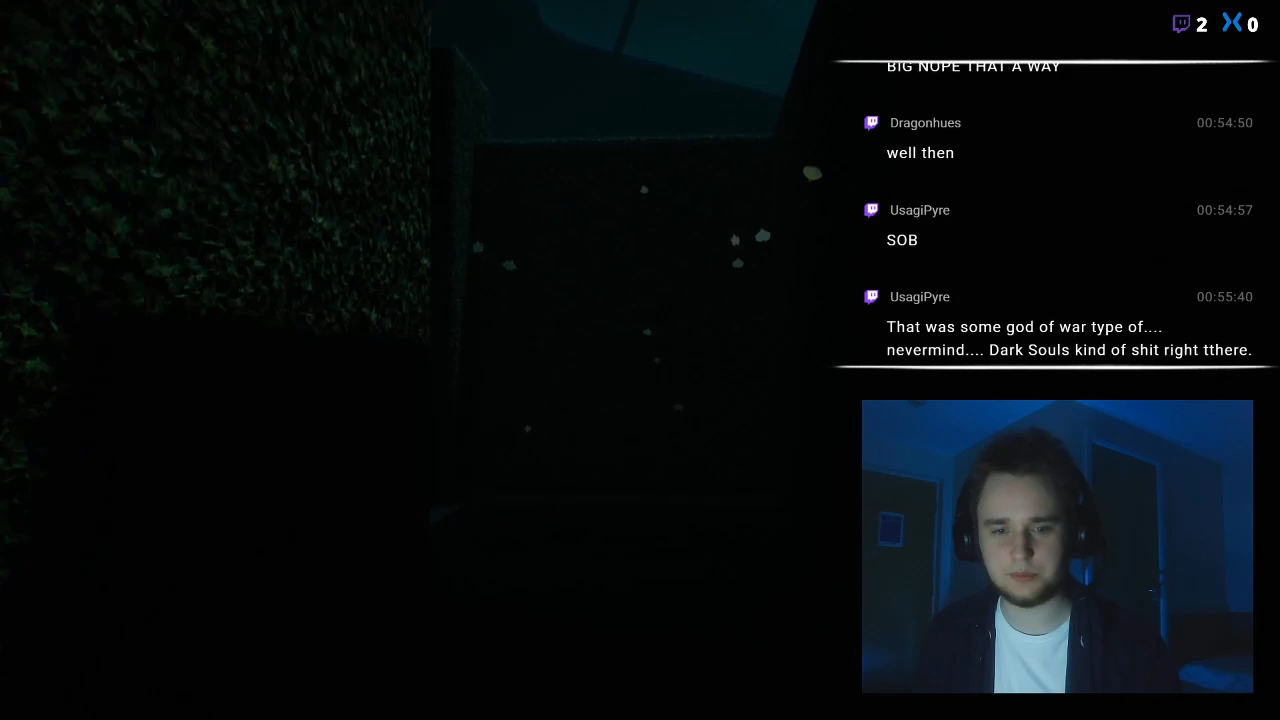 2 0
BIG NOPE THAT A WAY
Dragonhues 00:54:50
well then
UsagiPyre 00:54:57
SOB
UsagiPyre 00:55:40
That was some god of war type of....
nevermind.... Dark Souls kind of shit right tthere.